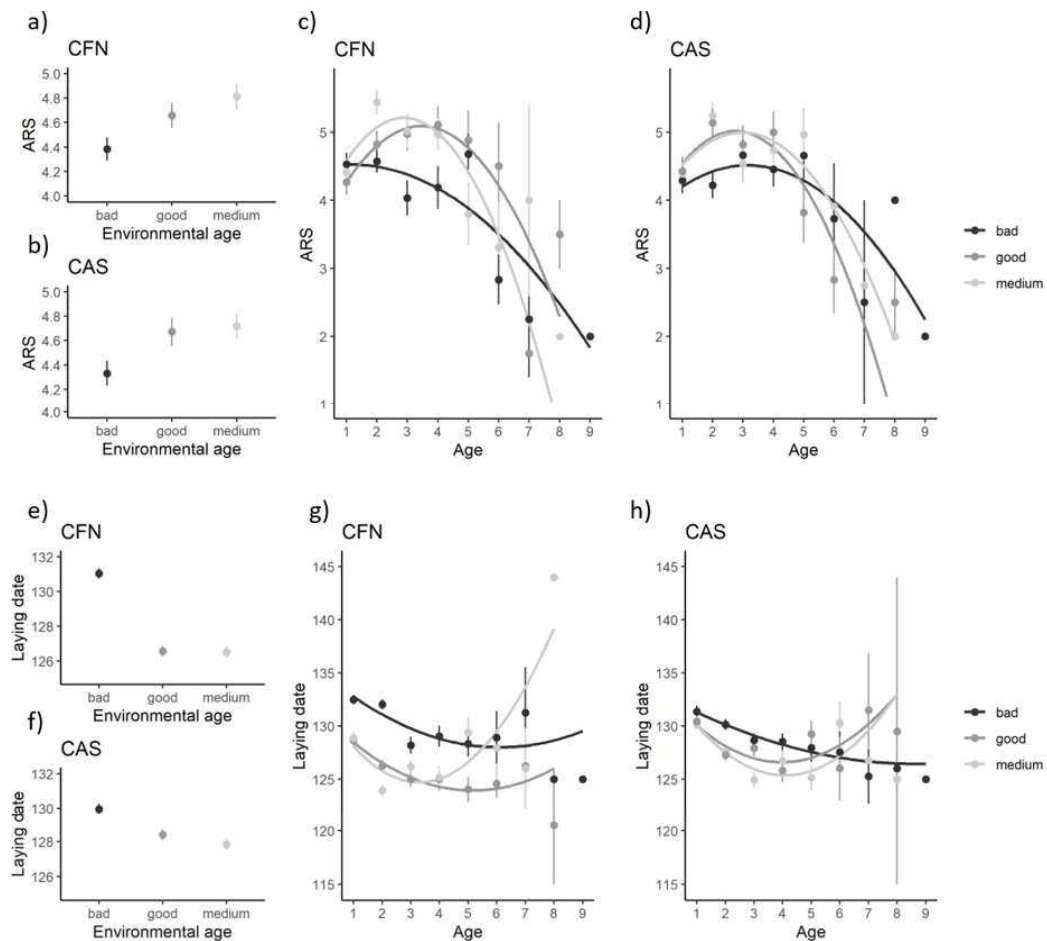 a)
CFN
5.0
4.8
4.6
4.4
4.2
4.0
ARS
bad good medium
Environmental age
b)
CAS
5.0
4.8
4.6
4.4
4.2
4.0
ARS
bad good medium
Environmental age
c)
CFN
5
4
3
2
1
ARS
1 2 3 4 5 6 7 8 9
Age
d)
CAS
5
4
3
2
1
ARS
1 2 3 4 5 6 7 8 9
Age
bad
good
medium
e)
CFN
132
130
128
126
Laying date
bad good medium
Environmental age
f)
CAS
132
130
128
126
Laying date
bad good medium
Environmental age
g)
CFN
145
140
135
130
125
120
115
Laying date
1 2 3 4 5 6 7 8 9
Age
h)
CAS
145
140
135
130
125
120
115
Laying date
1 2 3 4 5 6 7 8 9
Age
bad
good
medium